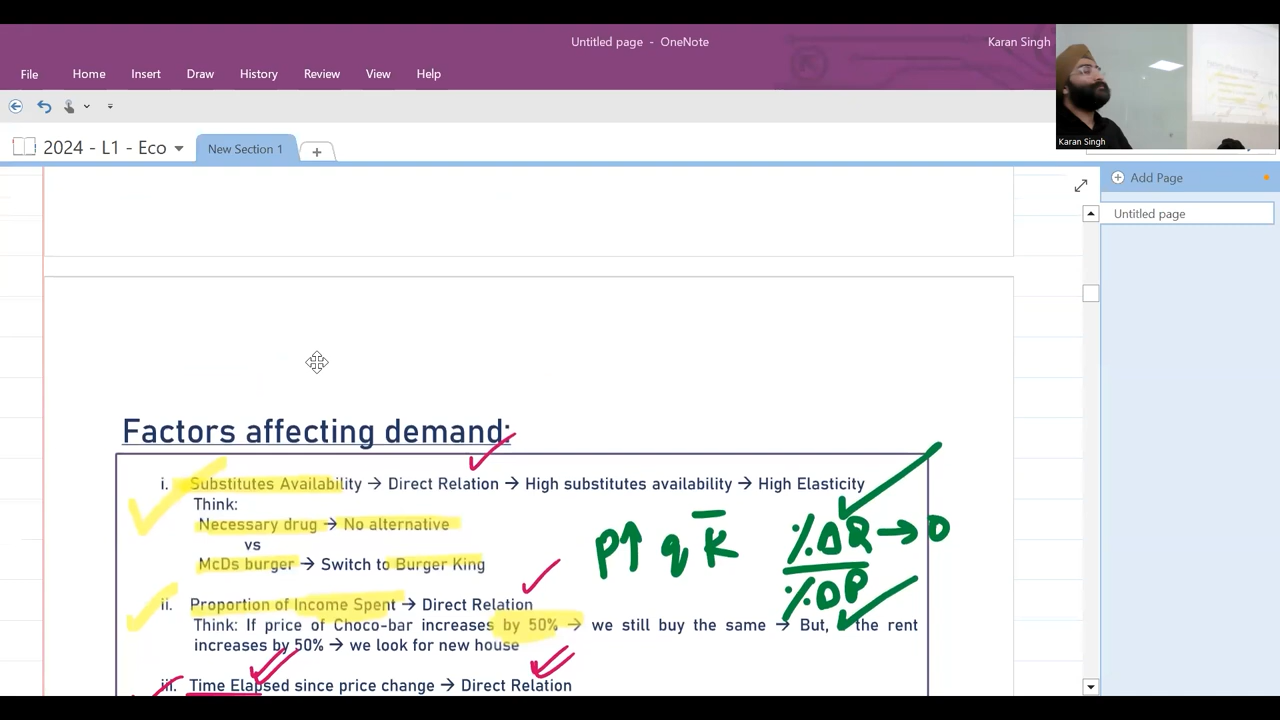 Untitled page - OneNote
Karan Singh
File Home Insert Draw History Review View Help
Karan Singh
2024 - L1 - Eco
New Section 1
Add Page
Untitled page
Factors affecting demand:
i. Substitutes Availability → Direct Relation → High substitutes availability → High Elasticity
Think:
Necessary drug → No alternative
vs
McDs burger → Switch to Burger King
P↑ q K̅
%ΔQ → 0
%ΔP
ii. Proportion of Income Spent → Direct Relation
Think: If price of Choco-bar increases by 50% → we still buy the same → But, the rent
increases by 50% → we look for new house
iii. Time Elapsed since price change → Direct Relation